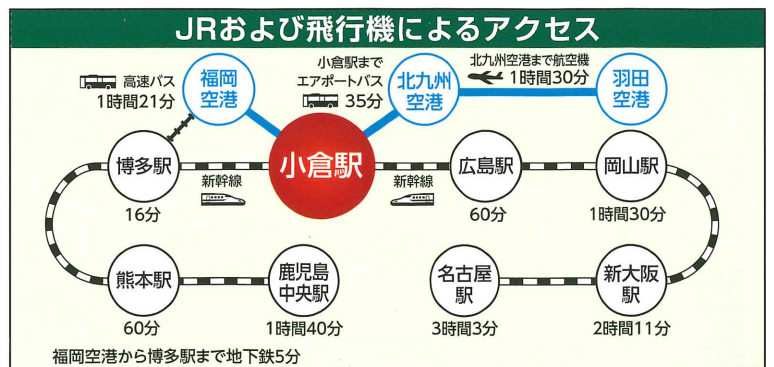 JRおよび飛行機によるアクセス
高速バス
1時間21分
福岡
空港
小倉駅まで
エアポートバス
35分
北九州
空港
北九州空港まで航空機
1時間30分
羽田
空港
博多駅
16分
新幹線
小倉駅
新幹線
広島駅
60分
岡山駅
1時間30分
熊本駅
60分
鹿児島
中央駅
1時間40分
名古屋
駅
3時間3分
新大阪
駅
2時間11分
福岡空港から博多駅まで地下鉄5分